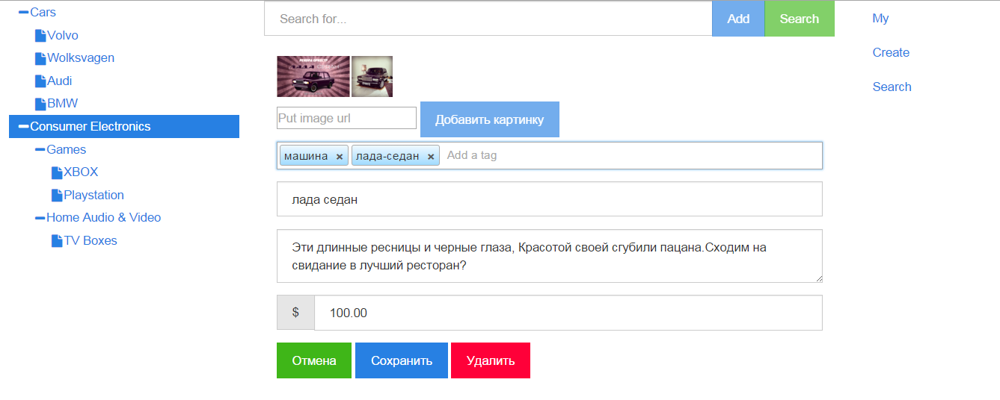 Cars
Volvo
Wolksvagen
Audi
BMW
Consumer Electronics
Games
XBOX
Playstation
Home Audio & Video
TV Boxes
Search for...
Add
Search
Put image url
Добавить картинку
машина × лада-седан × Add a tag
лада седан
Эти длинные ресницы и черные глаза, Красотой своей сгубили пацана.Сходим на
свидание в лучший ресторан?
$ 100.00
Отмена
Сохранить
Удалить
My
Create
Search